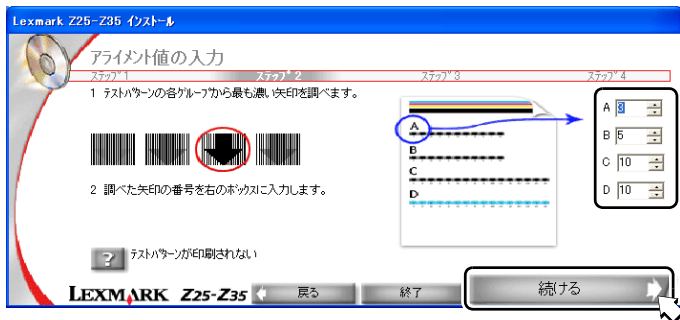 Lexmark Z25-Z35 インストール
アライメント値の入力
ステップ 1 ステップ 2 ステップ 3 ステップ 4
1 テストパターンの各グループから最も濃い矢印を調べます。
2 調べた矢印の番号を右のボックスに入力します。
A
B
C
D
A 3
B 5
C 10
D 10
? テストパターンが印刷されない
LEXMARK Z25-Z35 戻る 終了 続ける